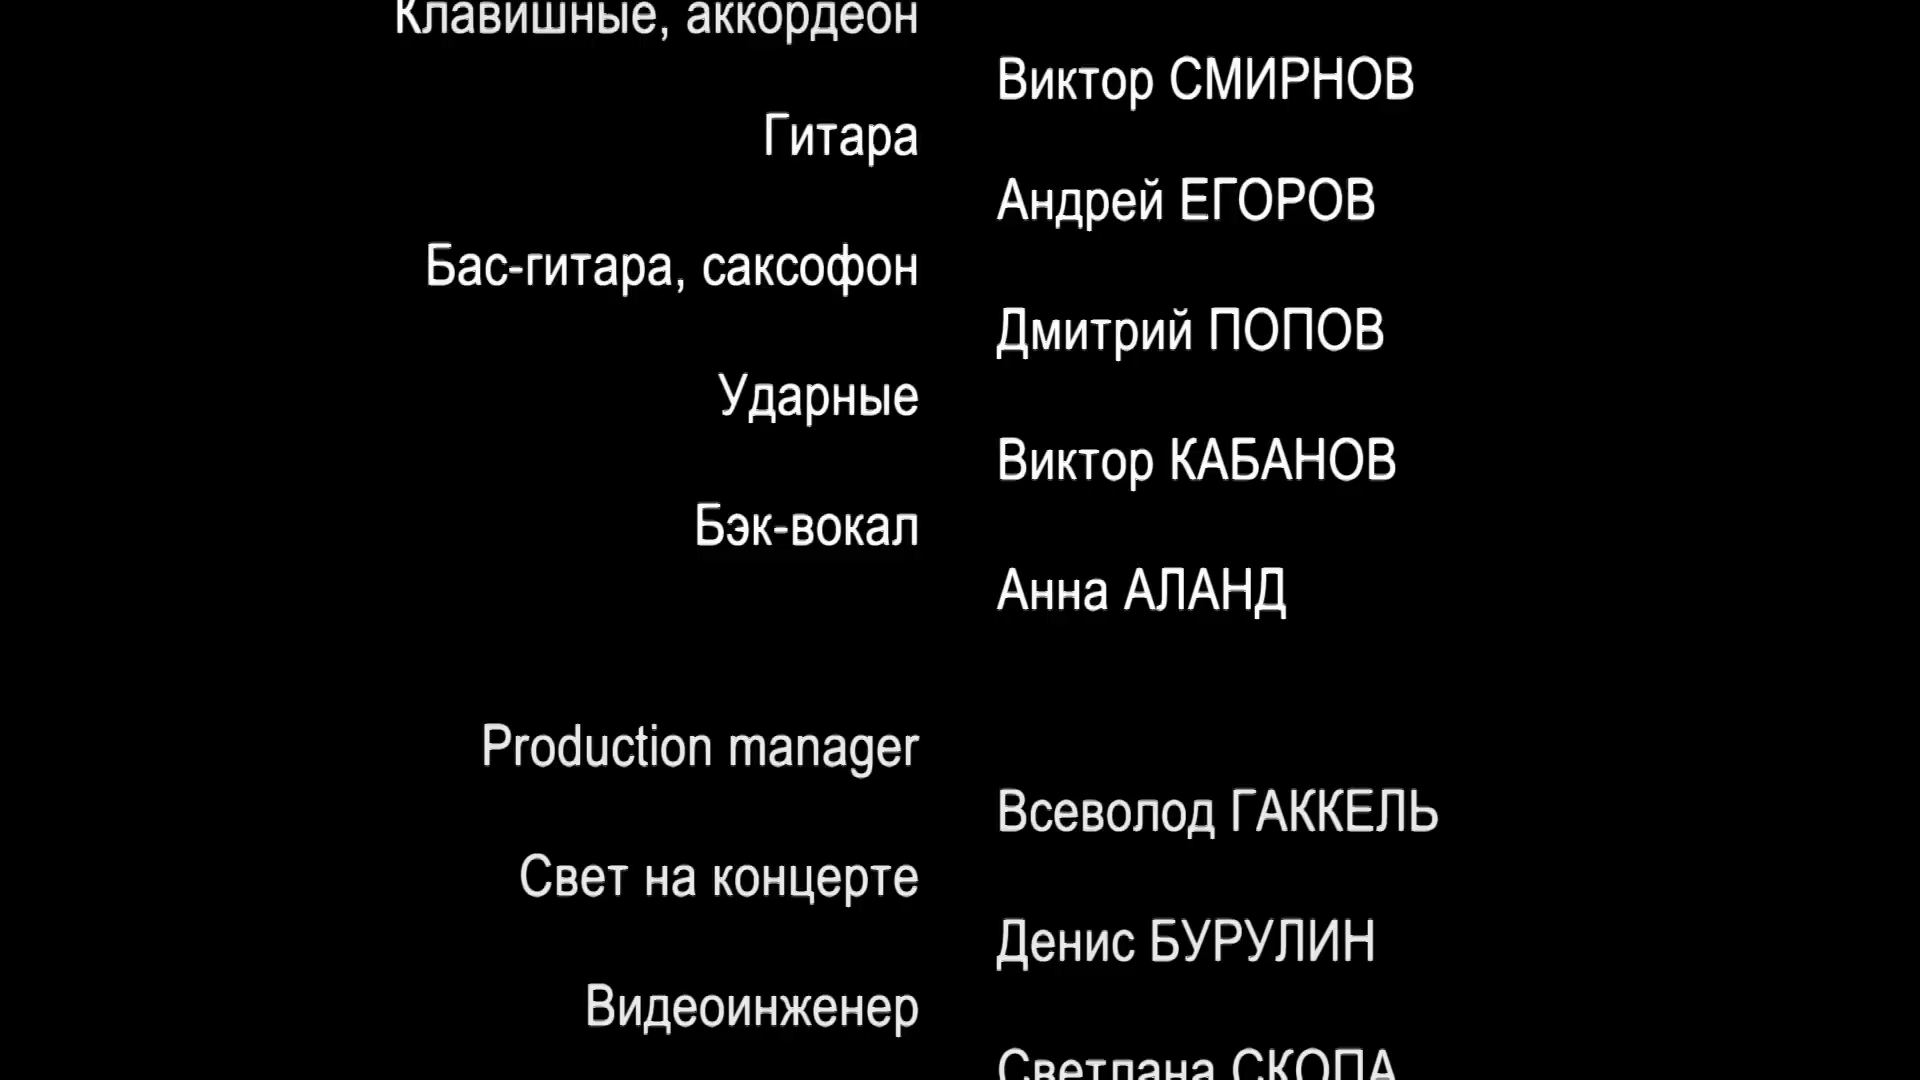 Клавишные, аккордеон
Виктор СМИРНОВ
Гитара
Андрей ЕГОРОВ
Бас-гитара, саксофон
Дмитрий ПОПОВ
Ударные
Виктор КАБАНОВ
Бэк-вокал
Анна АЛАНД
Production manager
Всеволод ГАККЕЛЬ
Свет на концерте
Денис БУРУЛИН
Видеоинженер
Светлана СКОПА